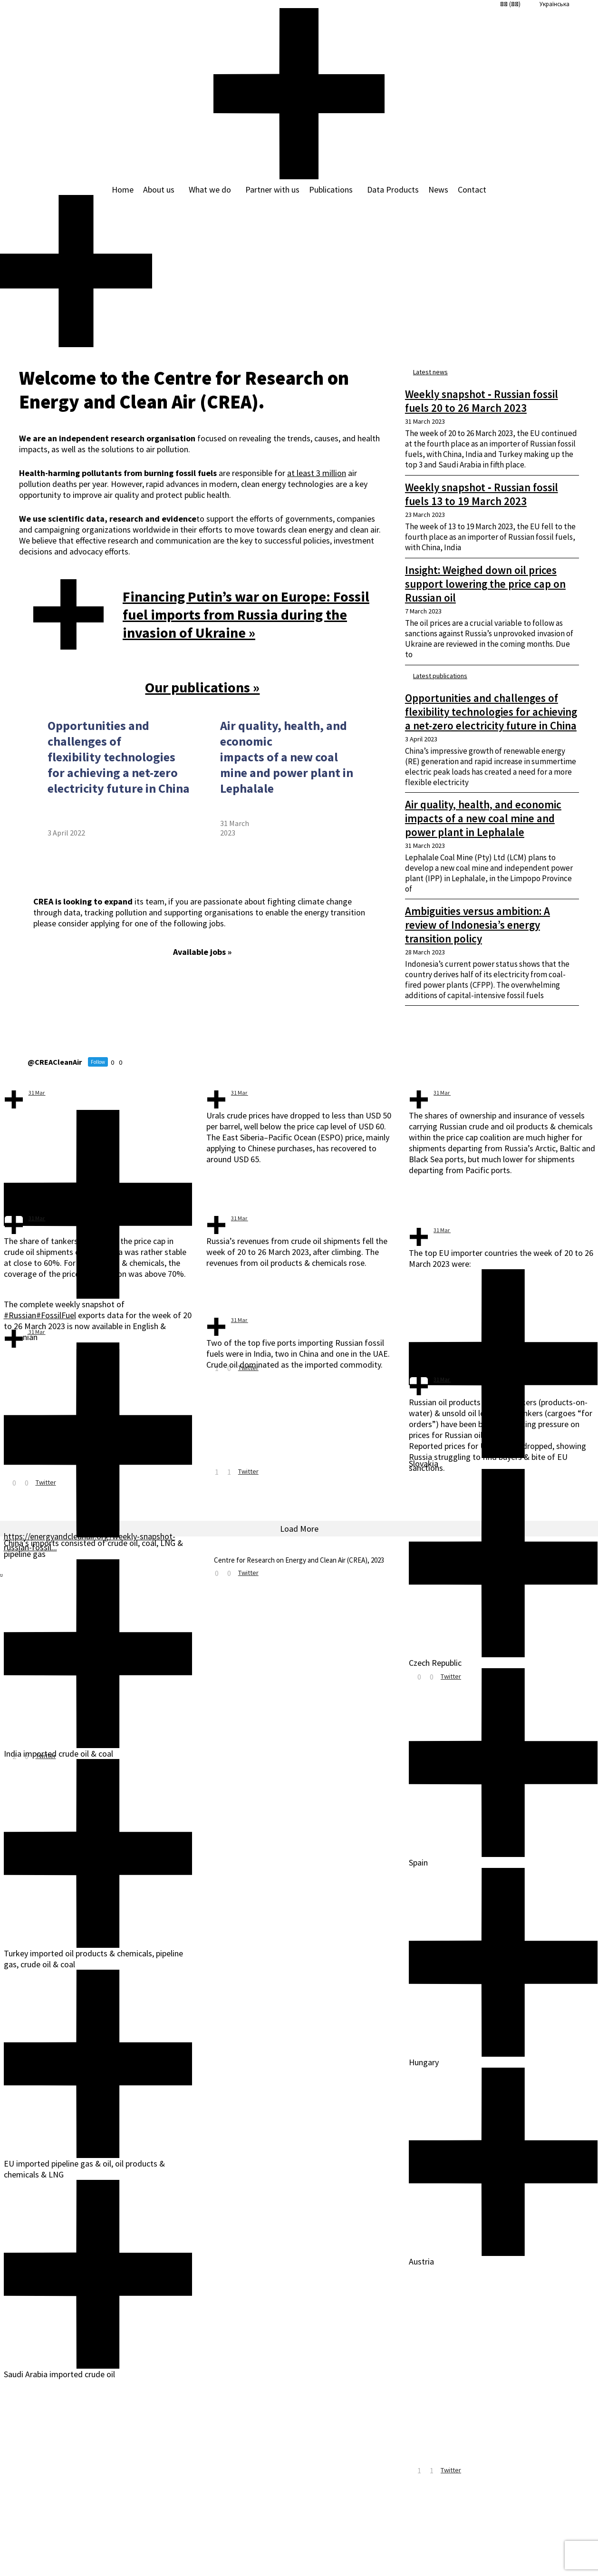 Українська
Home About us What we do Partner with us Publications Data Products News Contact
Welcome to the Centre for Research on
Energy and Clean Air (CREA).
We are an independent research organisation focused on revealing the trends, causes, and health
impacts, as well as the solutions to air pollution.
Health-harming pollutants from burning fossil fuels are responsible for at least 3 million air
pollution deaths per year. However, rapid advances in modern, clean energy technologies are a key
opportunity to improve air quality and protect public health.
We use scientific data, research and evidenceto support the efforts of governments, companies
and campaigning organizations worldwide in their efforts to move towards clean energy and clean air.
We believe that effective research and communication are the key to successful policies, investment
decisions and advocacy efforts.
Financing Putin’s war on Europe: Fossil
fuel imports from Russia during the
invasion of Ukraine »
Our publications »
Opportunities and
challenges of
flexibility technologies
for achieving a net-zero
electricity future in China
3 April 2022
Air quality, health, and
economic
impacts of a new coal
mine and power plant in
Lephalale
31 March
2023
CREA is looking to expand its team, if you are passionate about fighting climate change
through data, tracking pollution and supporting organisations to enable the energy transition
please consider applying for one of the following jobs.
Available jobs »
Latest news
Weekly snapshot - Russian fossil
fuels 20 to 26 March 2023
31 March 2023
The week of 20 to 26 March 2023, the EU continued
at the fourth place as an importer of Russian fossil
fuels, with China, India and Turkey making up the
top 3 and Saudi Arabia in fifth place.
Weekly snapshot - Russian fossil
fuels 13 to 19 March 2023
23 March 2023
The week of 13 to 19 March 2023, the EU fell to the
fourth place as an importer of Russian fossil fuels,
with China, India
Insight: Weighed down oil prices
support lowering the price cap on
Russian oil
7 March 2023
The oil prices are a crucial variable to follow as
sanctions against Russia’s unprovoked invasion of
Ukraine are reviewed in the coming months. Due
to
Latest publications
Opportunities and challenges of
flexibility technologies for achieving
a net-zero electricity future in China
3 April 2023
China’s impressive growth of renewable energy
(RE) generation and rapid increase in summertime
electric peak loads has created a need for a more
flexible electricity
Air quality, health, and economic
impacts of a new coal mine and
power plant in Lephalale
31 March 2023
Lephalale Coal Mine (Pty) Ltd (LCM) plans to
develop a new coal mine and independent power
plant (IPP) in Lephalale, in the Limpopo Province
of
Ambiguities versus ambition: A
review of Indonesia’s energy
transition policy
28 March 2023
Indonesia’s current power status shows that the
country derives half of its electricity from coal-
fired power plants (CFPP). The overwhelming
additions of capital-intensive fossil fuels
@CREACleanAir Follow 0 0
31 Mar
The share of tankers the price cap in
crude oil shipments was rather stable
at close to 60%. For & chemicals, the
coverage of the price was above 70%.
The complete weekly snapshot of
#Russian#FossilFuel exports data for the week of 20
to 26 March 2023 is now available in English &
31 Mar
0 0 Twitter
https://energyandcleanair.org/weekly-snapshot-
russian-fossil...
China's imports consisted of crude oil, coal, LNG &
pipeline gas
India imported crude oil & coal
Turkey imported oil products & chemicals, pipeline
gas, crude oil & coal
EU imported pipeline gas & oil, oil products &
chemicals & LNG
Saudi Arabia imported crude oil
31 Mar
Urals crude prices have dropped to less than USD 50
per barrel, well below the price cap level of USD 60.
The East Siberia–Pacific Ocean (ESPO) price, mainly
applying to Chinese purchases, has recovered to
around USD 65.
31 Mar
Russia’s revenues from crude oil shipments fell the
week of 20 to 26 March 2023, after climbing. The
revenues from oil products & chemicals rose.
31 Mar
Two of the top five ports importing Russian fossil
fuels were in India, two in China and one in the UAE.
Crude oil dominated as the imported commodity.
1 1 Twitter
Load More
Centre for Research on Energy and Clean Air (CREA), 2023
0 0 Twitter
31 Mar
The shares of ownership and insurance of vessels
carrying Russian crude and oil products & chemicals
within the price cap coalition are much higher for
shipments departing from Russia’s Arctic, Baltic and
Black Sea ports, but much lower for shipments
departing from Pacific ports.
31 Mar
The top EU importer countries the week of 20 to 26
March 2023 were:
Russian oil products (products-on-
water) & unsold oil (cargoes “for
orders”) have been pressure on
prices for Russian oil
Reported prices for dropped, showing
Russia struggling to & bite of EU
sanctions.
Slovakia
Czech Republic
0 0 Twitter
Spain
Hungary
Austria
1 1 Twitter